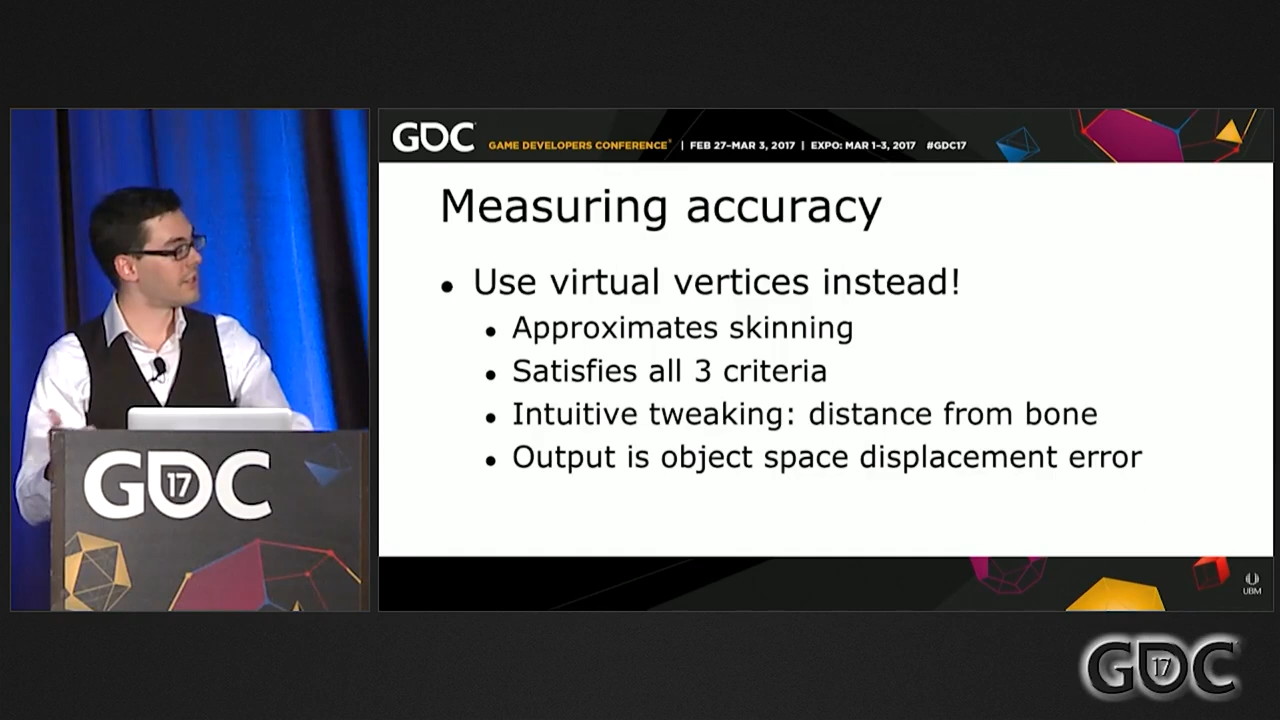 GDC
GAME DEVELOPERS CONFERENCE® | FEB 27–MAR 3, 2017 | EXPO: MAR 1–3, 2017 #GDC17
Measuring accuracy
• Use virtual vertices instead!
• Approximates skinning
• Satisfies all 3 criteria
• Intuitive tweaking: distance from bone
• Output is object space displacement error
GDC
17
UBM
GDC
17